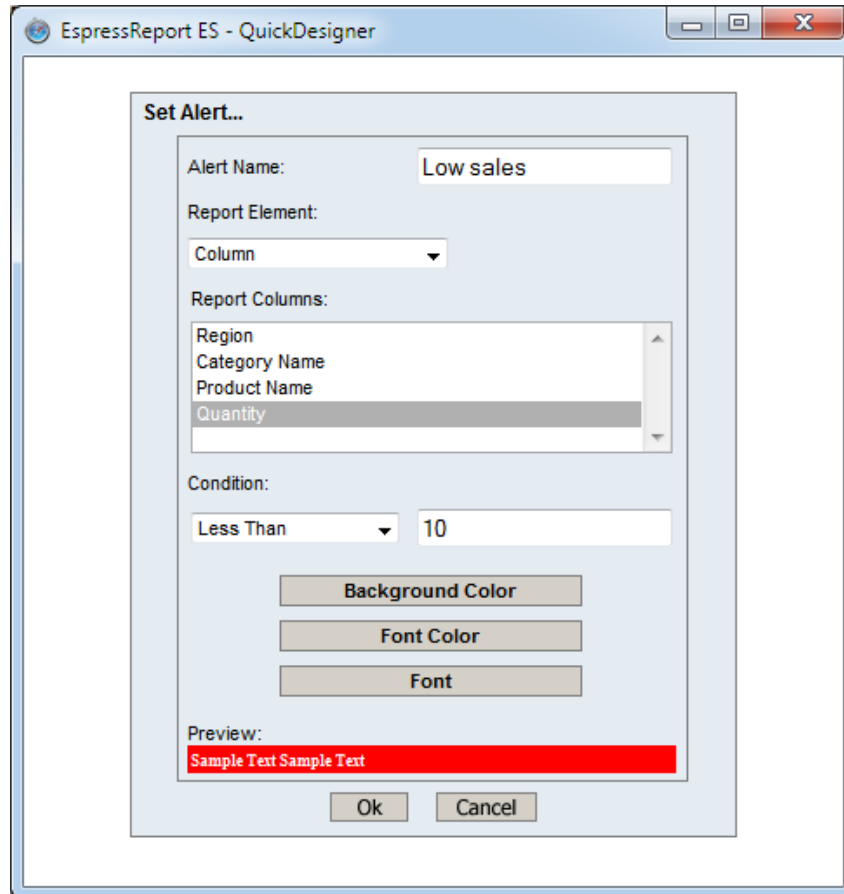 EspressReport ES - QuickDesigner
Set Alert...
Alert Name: Low sales
Report Element:
Column
Report Columns:
Region
Category Name
Product Name
Quantity
Condition:
Less Than 10
Background Color
Font Color
Font
Preview:
Sample Text Sample Text
Ok Cancel